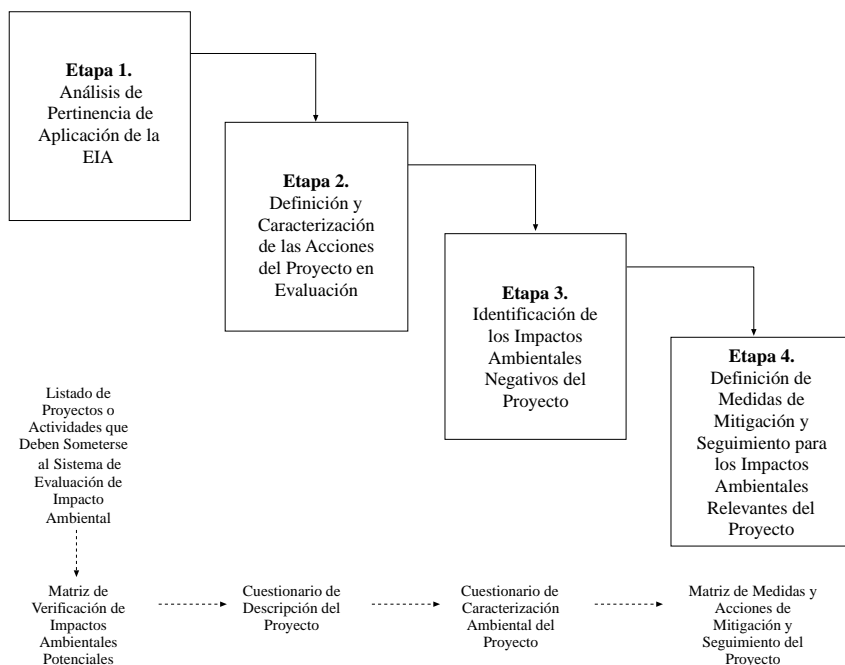 Etapa 1.
Análisis de
Pertinencia de
Aplicación de la
EIA
Etapa 2.
Definición y
Caracterización
de las Acciones
del Proyecto en
Evaluación
Etapa 3.
Identificación de
los Impactos
Ambientales
Negativos del
Proyecto
Etapa 4.
Definición de
Medidas de
Mitigación y
Seguimiento para
los Impactos
Ambientales
Relevantes del
Proyecto
Listado de
Proyectos o
Actividades que
Deben Someterse
al Sistema de
Evaluación de
Impacto
Ambiental
Matriz de
Verificación de
Impactos
Ambientales
Potenciales
Cuestionario de
Descripción del
Proyecto
Cuestionario de
Caracterización
Ambiental del
Proyecto
Matriz de Medidas y
Acciones de
Mitigación y
Seguimiento del
Proyecto